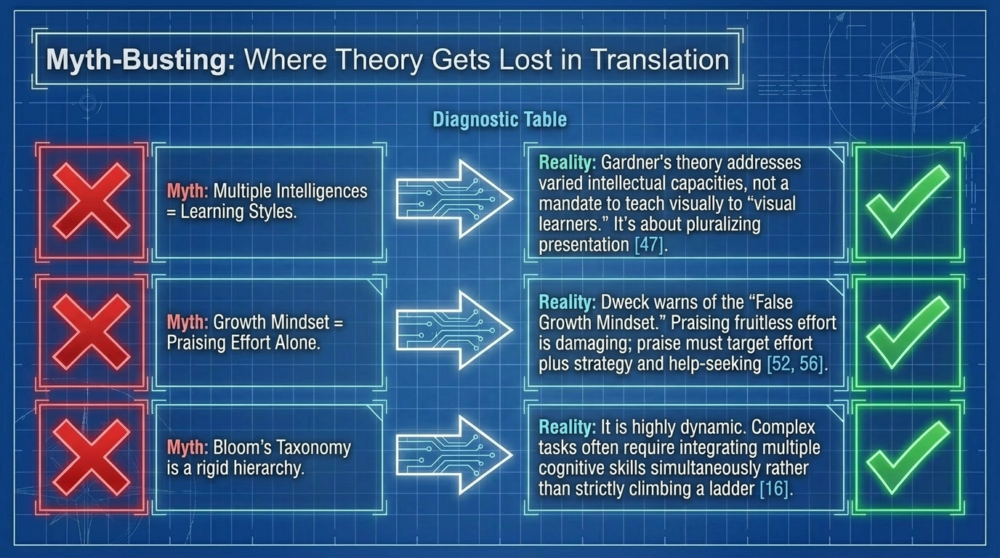 Myth-Busting: Where Theory Gets Lost in Translation
Diagnostic Table
Myth: Multiple Intelligences
= Learning Styles.
Reality: Gardner’s theory addresses
varied intellectual capacities, not a
mandate to teach visually to “visual
learners.” It’s about pluralizing
presentation [47].
Myth: Growth Mindset =
Praising Effort Alone.
Reality: Dweck warns of the “False
Growth Mindset.” Praising fruitless effort
is damaging; praise must target effort
plus strategy and help-seeking [52, 56].
Myth: Bloom’s Taxonomy
is a rigid hierarchy.
Reality: It is highly dynamic. Complex
tasks often require integrating multiple
cognitive skills simultaneously rather
than strictly climbing a ladder [16].